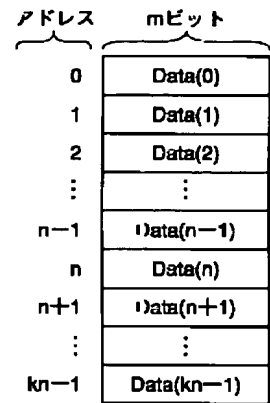 アドレス mビット
0 Data(0)
1 Data(1)
2 Data(2)
⋮ ⋮
n−1 Data(n−1)
n Data(n)
n+1 Data(n+1)
⋮ ⋮
kn−1 Data(kn−1)